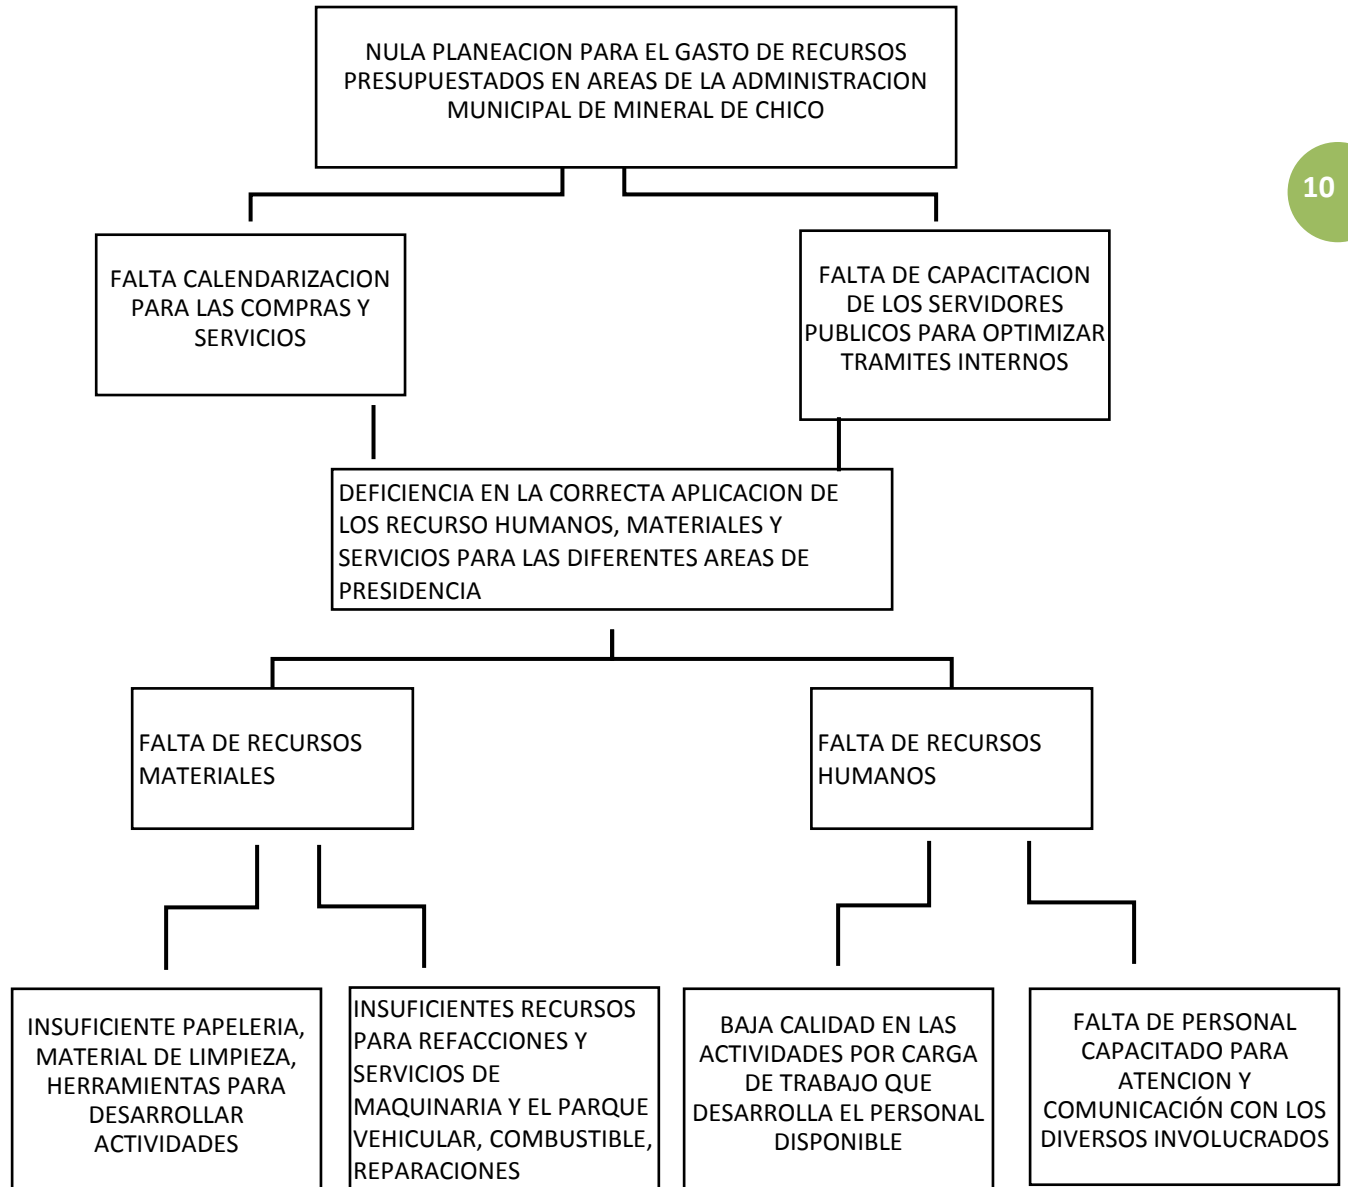 NULA PLANEACION PARA EL GASTO DE RECURSOS
PRESUPUESTADOS EN AREAS DE LA ADMINISTRACION
MUNICIPAL DE MINERAL DE CHICO
10
FALTA CALENDARIZACION
PARA LAS COMPRAS Y
SERVICIOS
FALTA DE CAPACITACION
DE LOS SERVIDORES
PUBLICOS PARA OPTIMIZAR
TRAMITES INTERNOS
DEFICIENCIA EN LA CORRECTA APLICACION DE
LOS RECURSO HUMANOS, MATERIALES Y
SERVICIOS PARA LAS DIFERENTES AREAS DE
PRESIDENCIA
FALTA DE RECURSOS
MATERIALES
FALTA DE RECURSOS
HUMANOS
INSUFICIENTE PAPELERIA,
MATERIAL DE LIMPIEZA,
HERRAMIENTAS PARA
DESARROLLAR
ACTIVIDADES
INSUFICIENTES RECURSOS
PARA REFACCIONES Y
SERVICIOS DE
MAQUINARIA Y EL PARQUE
VEHICULAR, COMBUSTIBLE,
REPARACIONES
BAJA CALIDAD EN LAS
ACTIVIDADES POR CARGA
DE TRABAJO QUE
DESARROLLA EL PERSONAL
DISPONIBLE
FALTA DE PERSONAL
CAPACITADO PARA
ATENCION Y
COMUNICACIÓN CON LOS
DIVERSOS INVOLUCRADOS